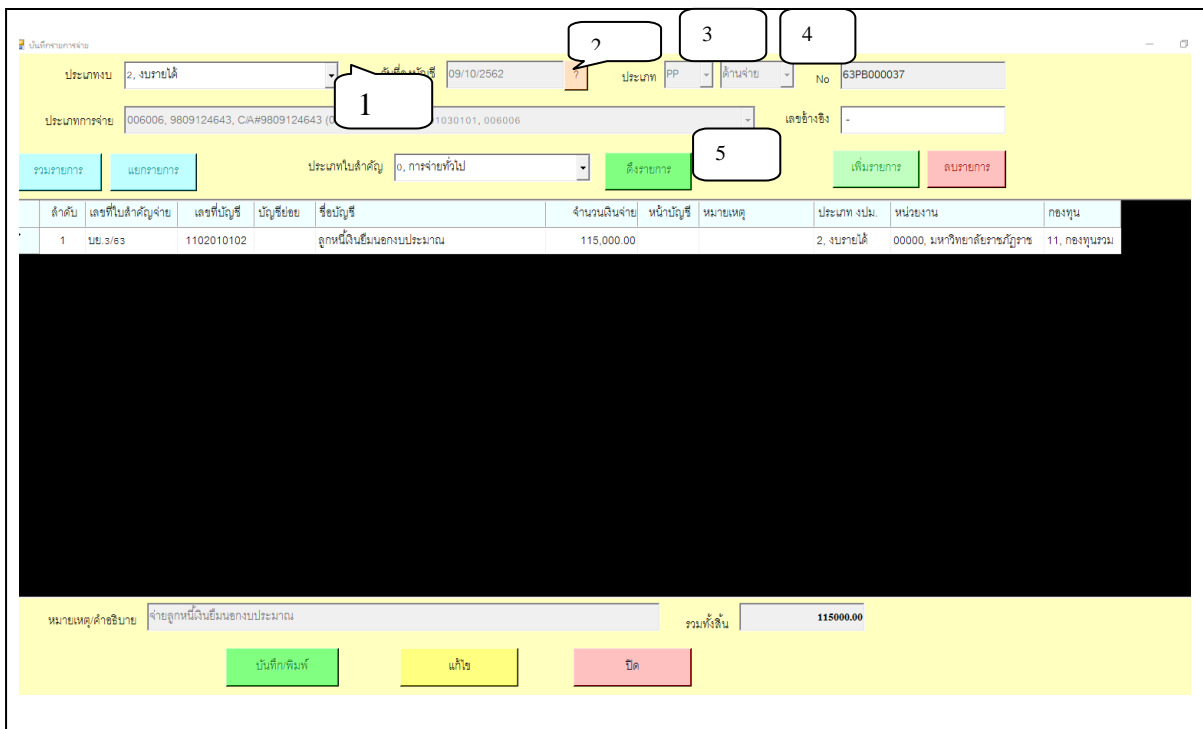 บันทึกรายการจ่าย
2 3 4
ประเภทงบ 2, งบรายได้ 09/10/2562 ? ประเภท PP ด้านจ่าย No 63PB000037
1
ประเภทการจ่าย 006006, 9809124643, C/A#9809124643 1030101, 006006 เลขอ้างอิง -
5
รวมรายการ แยกรายการ ประเภทใบสำคัญ 0, การจ่ายทั่วไป ดึงรายการ เพิ่มรายการ ลบรายการ
ลำดับ เลขที่ใบสำคัญจ่าย เลขที่บัญชี บัญชีย่อย ชื่อบัญชี จำนวนเงินจ่าย หน้าบัญชี หมายเหตุ ประเภท งปม. หน่วยงาน กองทุน
1 บย.3/63 1102010102 ลูกหนี้เงินยืมนอกงบประมาณ 115,000.00 2, งบรายได้ 00000, มหาวิทยาลัยราชภัฏราช 11, กองทุนรวม
หมายเหตุ/คำอธิบาย จ่ายลูกหนี้เงินยืมนอกงบประมาณ รวมทั้งสิ้น 115000.00
บันทึก/พิมพ์ แก้ไข ปิด